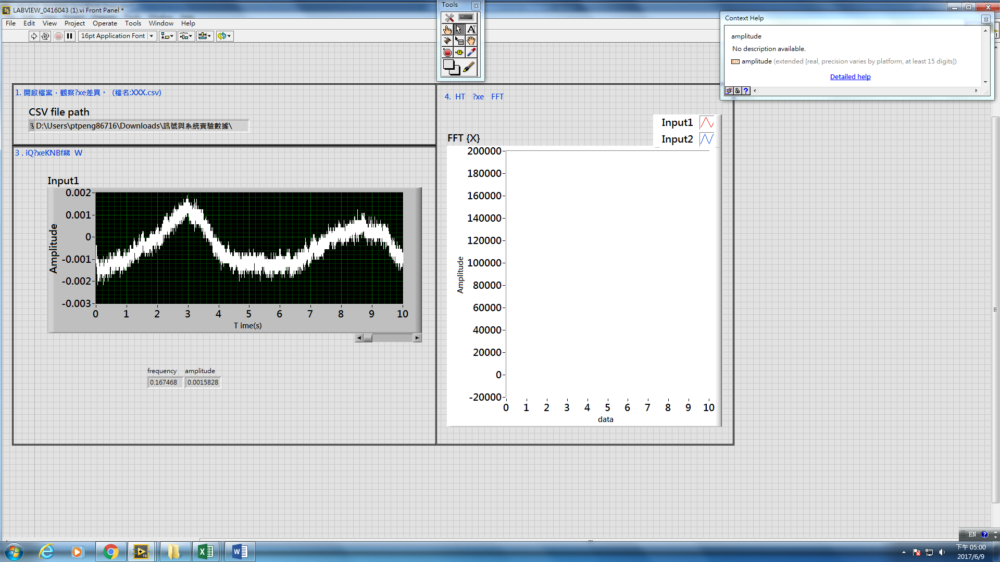 LABVIEW_0416043 (1).vi Front Panel *
File Edit View Project Operate Tools Window Help
16pt Application Font
Tools
Context Help
amplitude
No description available.
amplitude (extended [real, precision varies by platform, at least 15 digits])
Detailed help
1. 開啟檔案，觀察?xe差異。 (檔名:XXX.csv)
CSV file path
D:\Users\ptpeng86716\Downloads\訊號與系統實驗數據\
3 . iQ?xeKNBf綈 W
Input1
0.002
0.001
0
-0.001
-0.002
-0.003
Amplitude
0 1 2 3 4 5 6 7 8 9 10
T ime(s)
frequency amplitude
0.167468 0.0015828
4. HT ?xe FFT
Input1
Input2
FFT {X}
200000
180000
160000
140000
120000
100000
80000
60000
40000
20000
0
-20000
Amplitude
0 1 2 3 4 5 6 7 8 9 10
data
EN
下午 05:00
2017/6/9